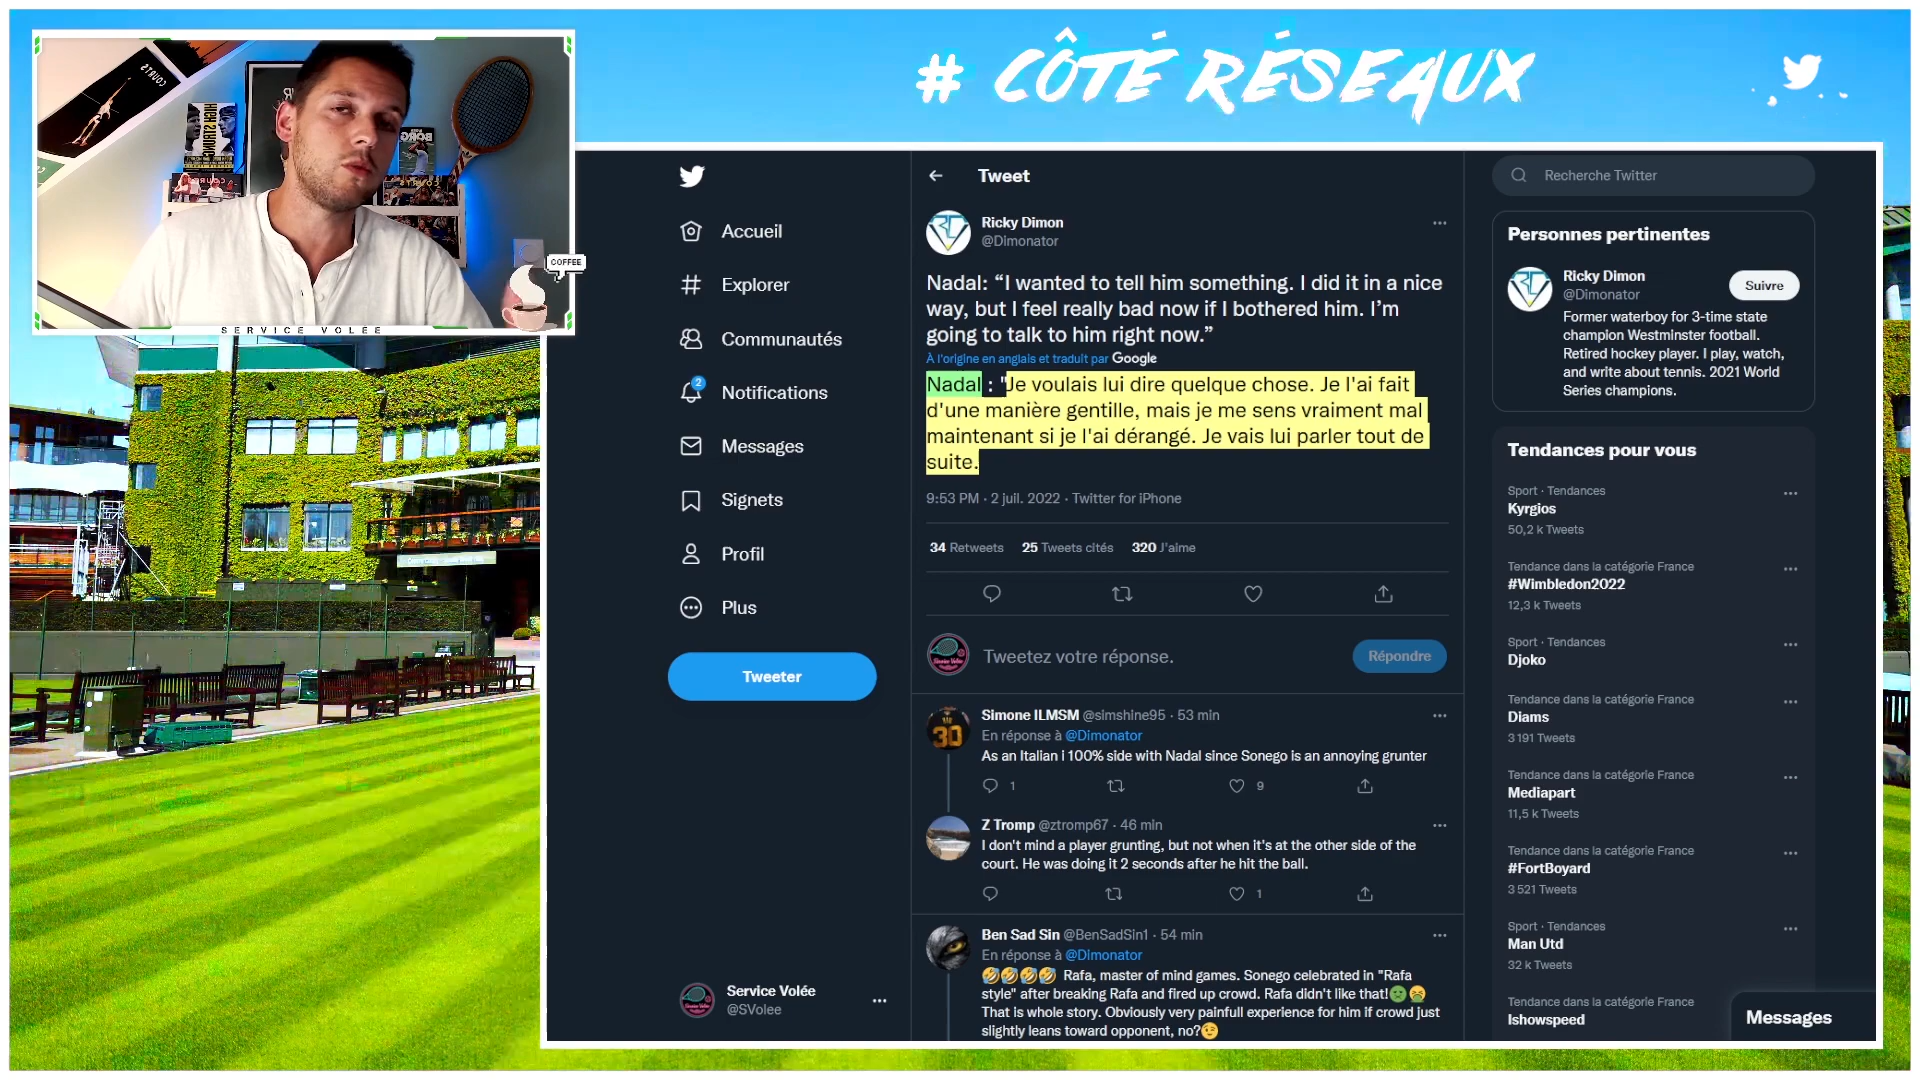 # CÔTÉ RÉSEAUX
COURTS
BORG
COURTS
COFFEE
SERVICE VOLEE
Accueil
Explorer
Communautés
2
Notifications
Messages
Signets
Profil
Plus
Tweeter
Service Volée
@SVolee
Tweet
Ricky Dimon
@Dimonator
Nadal: “I wanted to tell him something. I did it in a nice
way, but I feel really bad now if I bothered him. I’m
going to talk to him right now.”
À l'origine en anglais et traduit par Google
Nadal : "Je voulais lui dire quelque chose. Je l'ai fait
d'une manière gentille, mais je me sens vraiment mal
maintenant si je l'ai dérangé. Je vais lui parler tout de
suite.
9:53 PM · 2 juil. 2022 · Twitter for iPhone
34 Retweets 25 Tweets cités 320 J'aime
Tweetez votre réponse.
Répondre
Simone ILMSM @simshine95 · 53 min
En réponse à @Dimonator
As an Italian i 100% side with Nadal since Sonego is an annoying grunter
1 9
Z Tromp @ztromp67 · 46 min
I don't mind a player grunting, but not when it's at the other side of the
court. He was doing it 2 seconds after he hit the ball.
1
Ben Sad Sin @BenSadSin1 · 54 min
En réponse à @Dimonator
🤣🤣🤣🤣 Rafa, master of mind games. Sonego celebrated in "Rafa
style" after breaking Rafa and fired up crowd. Rafa didn't like that!🤢🤮
That is whole story. Obviously very painfull experience for him if crowd just
slightly leans toward opponent, no?😉
Recherche Twitter
Personnes pertinentes
Ricky Dimon
@Dimonator
Suivre
Former waterboy for 3-time state
champion Westminster football.
Retired hockey player. I play, watch,
and write about tennis. 2021 World
Series champions.
Tendances pour vous
Sport · Tendances
Kyrgios
50,2 k Tweets
Tendance dans la catégorie France
#Wimbledon2022
12,3 k Tweets
Sport · Tendances
Djoko
Tendance dans la catégorie France
Diams
3 191 Tweets
Tendance dans la catégorie France
Mediapart
11,5 k Tweets
Tendance dans la catégorie France
#FortBoyard
3 521 Tweets
Sport · Tendances
Man Utd
32 k Tweets
Tendance dans la catégorie France
Ishowspeed
Messages